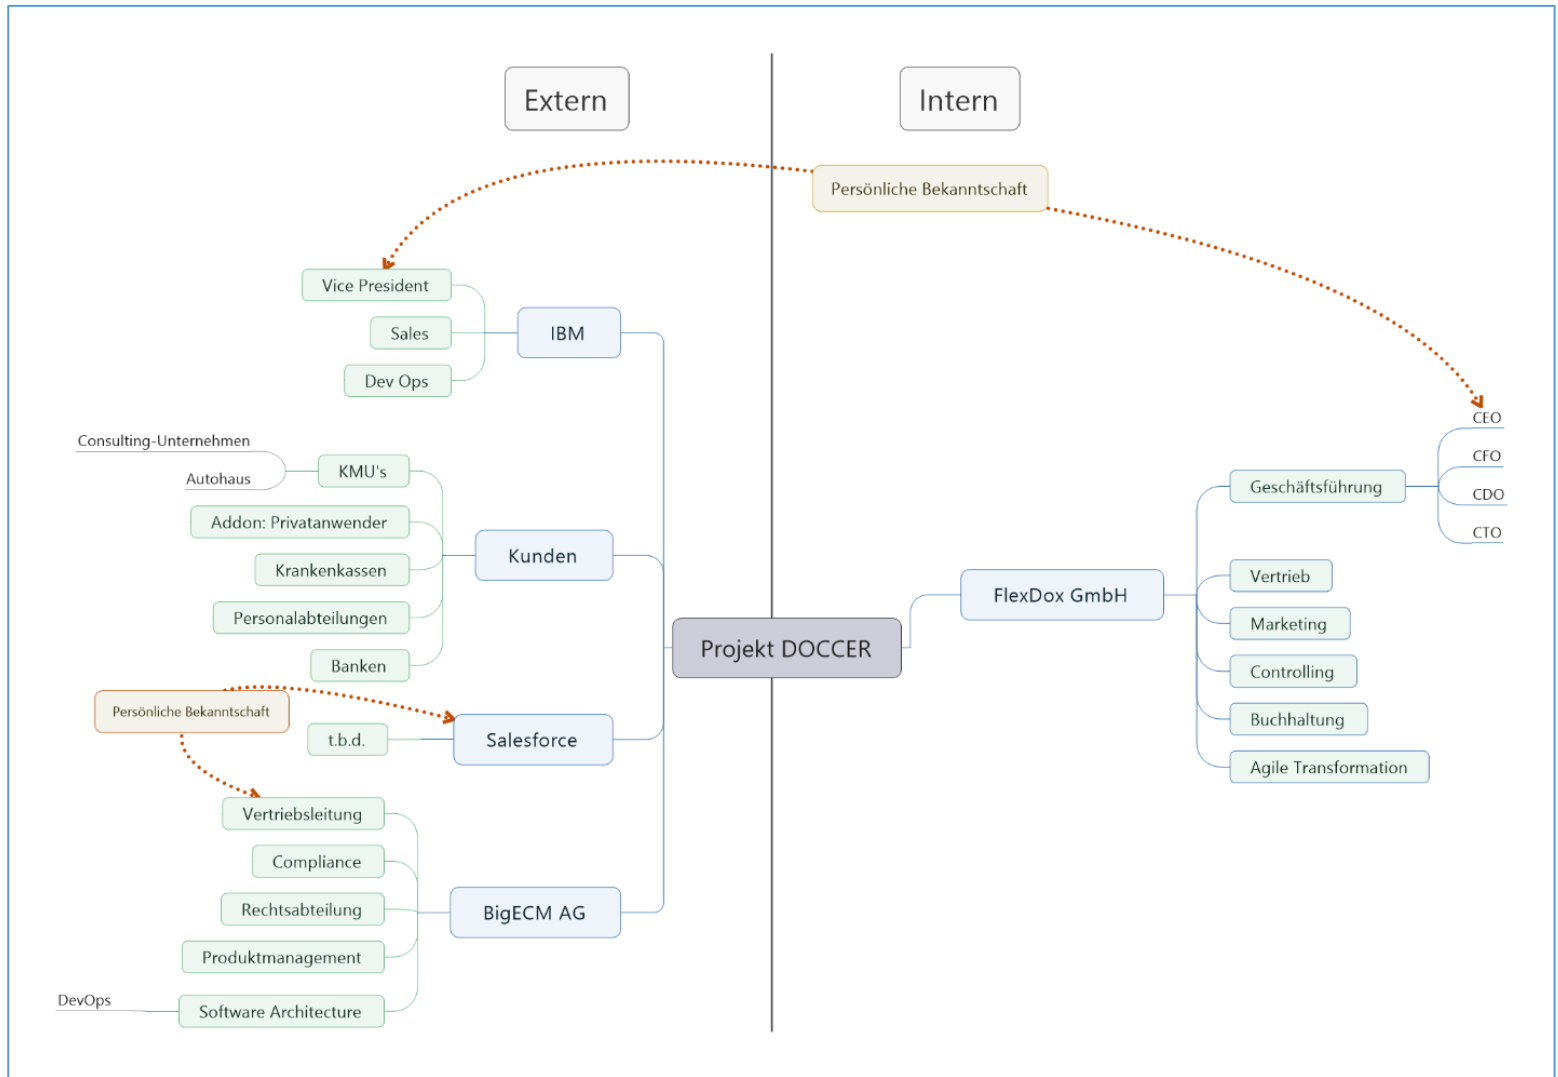 Extern
Intern
Persönliche Bekanntschaft
Vice President
Sales
Dev Ops
IBM
Consulting-Unternehmen
Autohaus
KMU's
Addon: Privatanwender
Krankenkassen
Personalabteilungen
Banken
Kunden
Persönliche Bekanntschaft
t.b.d.
Salesforce
Vertriebsleitung
Compliance
Rechtsabteilung
Produktmanagement
DevOps
Software Architecture
BigECM AG
Projekt DOCCER
FlexDox GmbH
Geschäftsführung
CEO
CFO
CDO
CTO
Vertrieb
Marketing
Controlling
Buchhaltung
Agile Transformation